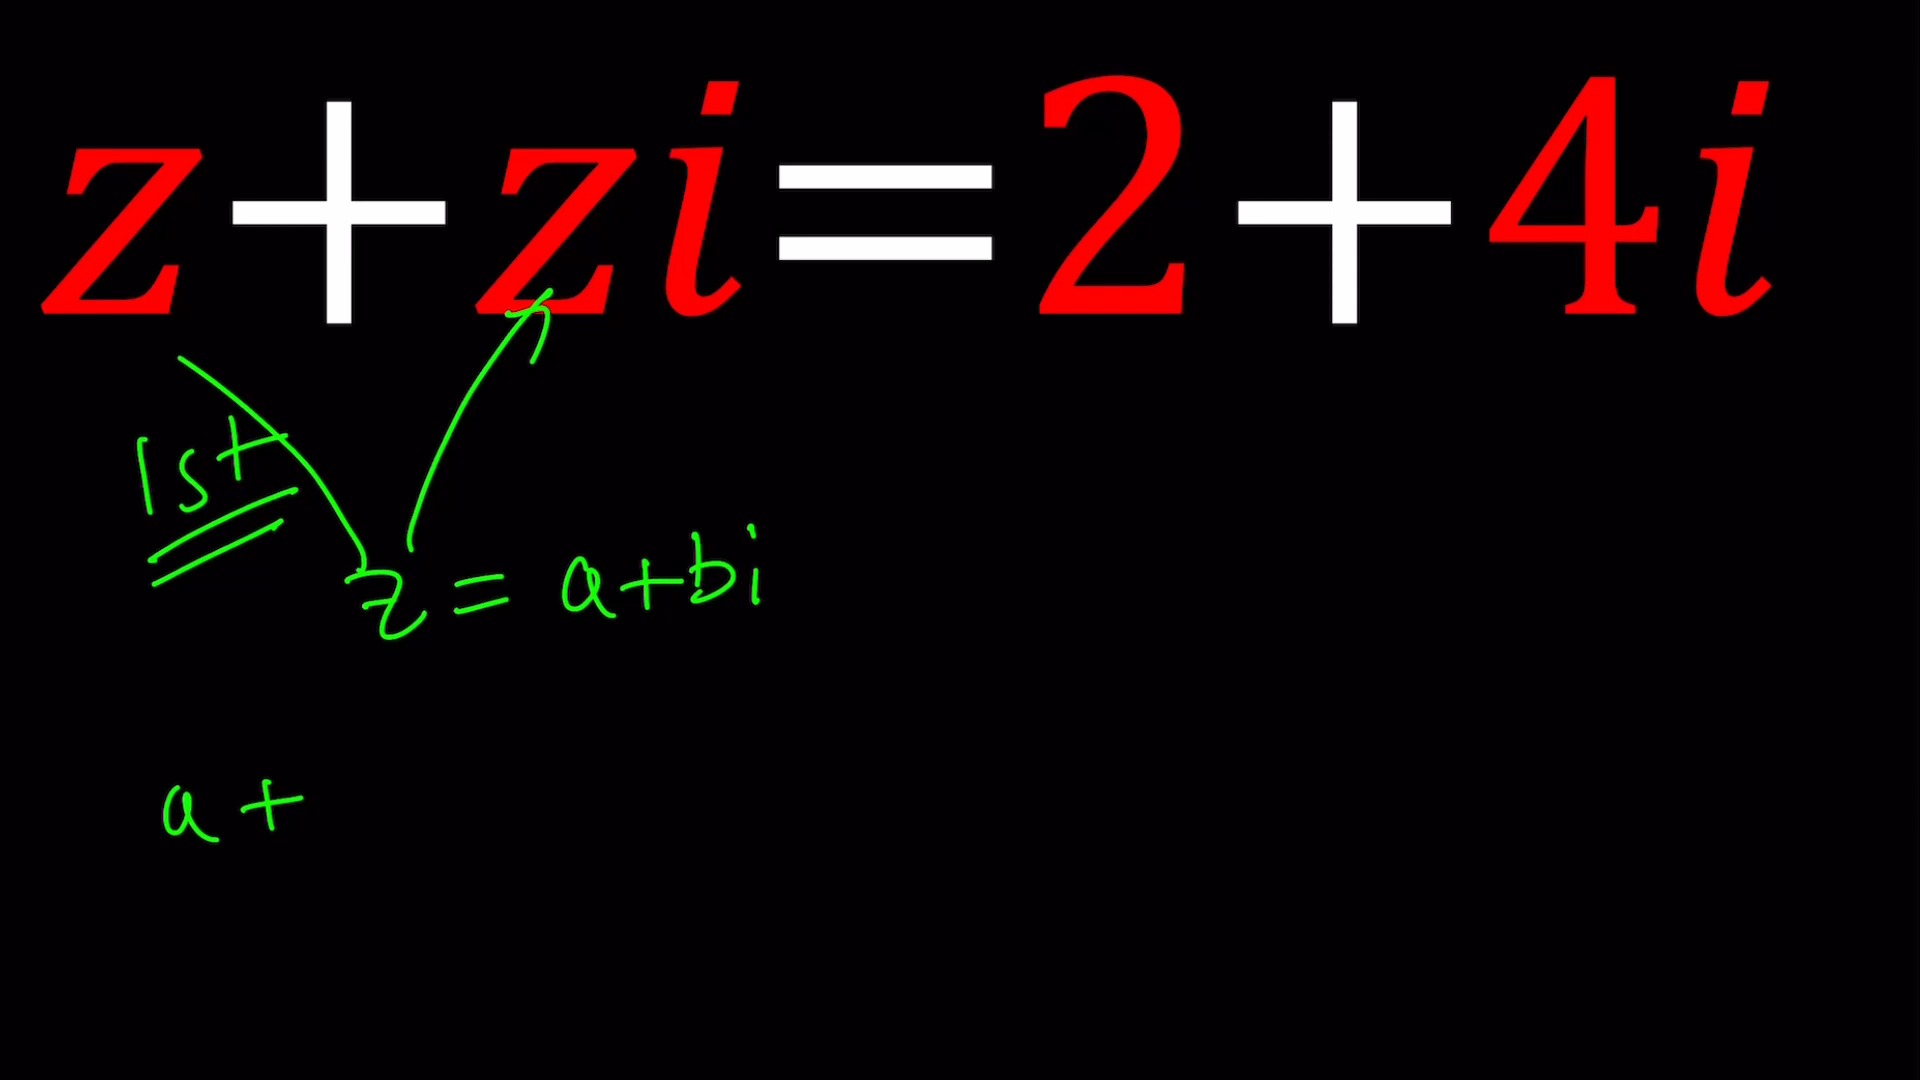 z+zi=2+4i
1st
z = a+bi
a +